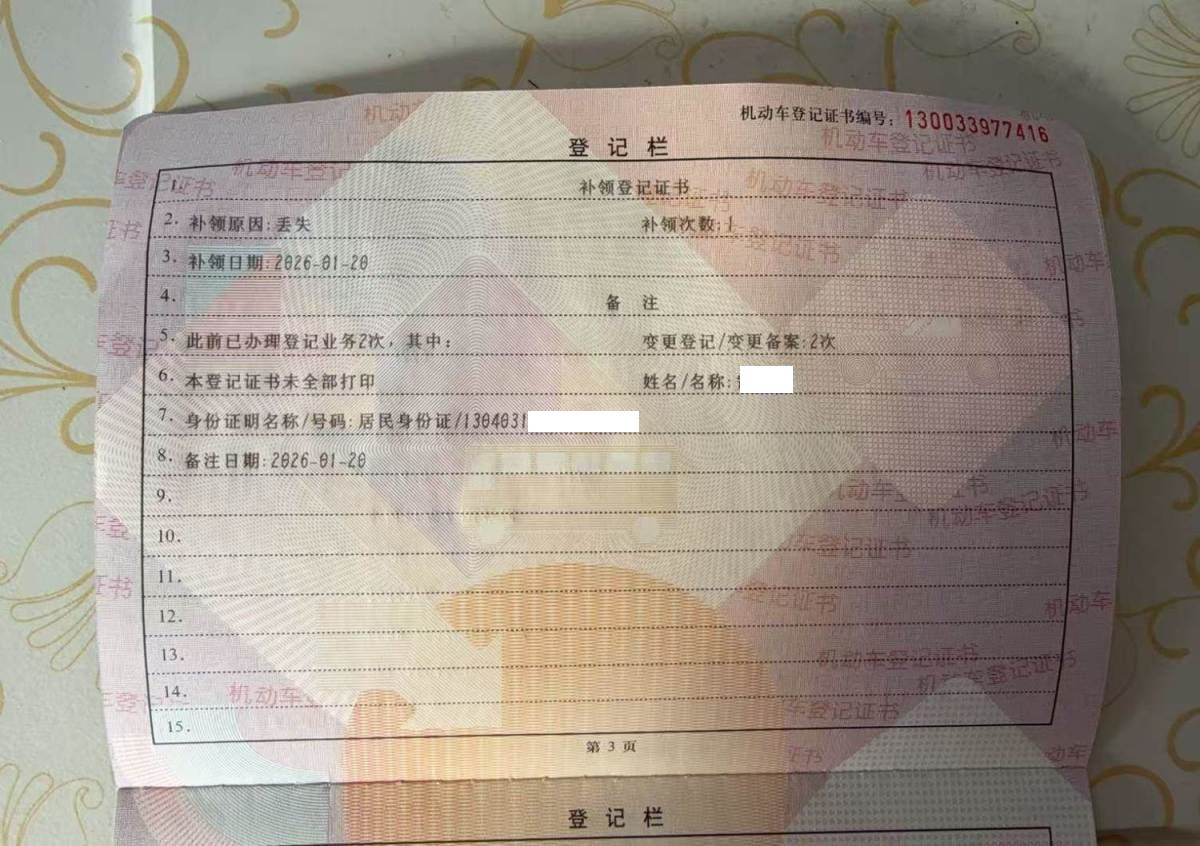 机动车登记证书编号：130033977416
登 记 栏
1. 补领登记证书
2. 补领原因:丢失 补领次数:1
3. 补领日期:2026-01-20
4. 备 注
5. 此前已办理登记业务2次，其中： 变更登记/变更备案:2次
6. 本登记证书未全部打印 姓名/名称:
7. 身份证明名称/号码:居民身份证/1304031
8. 备注日期:2026-01-20
9.
10.
11.
12.
13.
14.
15.
第 3 页
登 记 栏